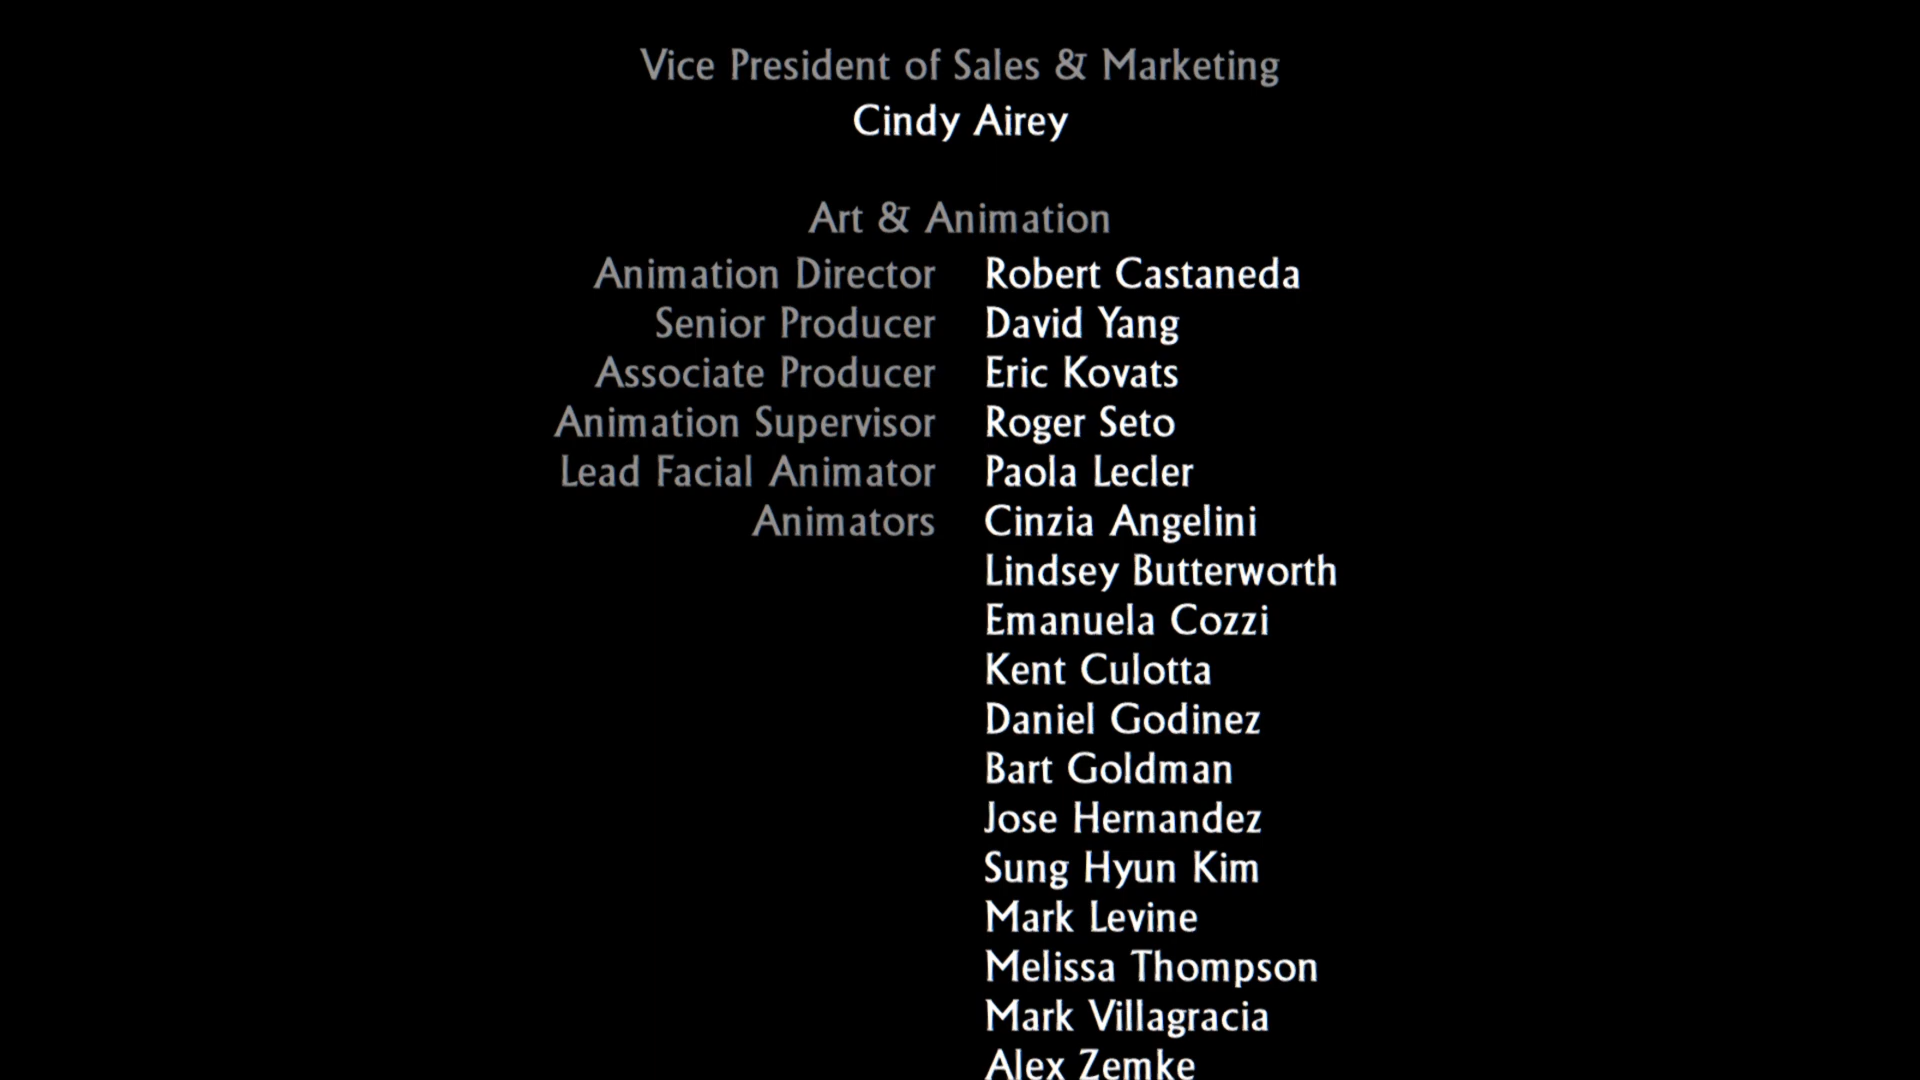 Vice President of Sales & Marketing
Cindy Airey
Art & Animation
Animation Director Robert Castaneda
Senior Producer David Yang
Associate Producer Eric Kovats
Animation Supervisor Roger Seto
Lead Facial Animator Paola Lecler
Animators Cinzia Angelini
Lindsey Butterworth
Emanuela Cozzi
Kent Culotta
Daniel Godinez
Bart Goldman
Jose Hernandez
Sung Hyun Kim
Mark Levine
Melissa Thompson
Mark Villagracia
Alex Zemke